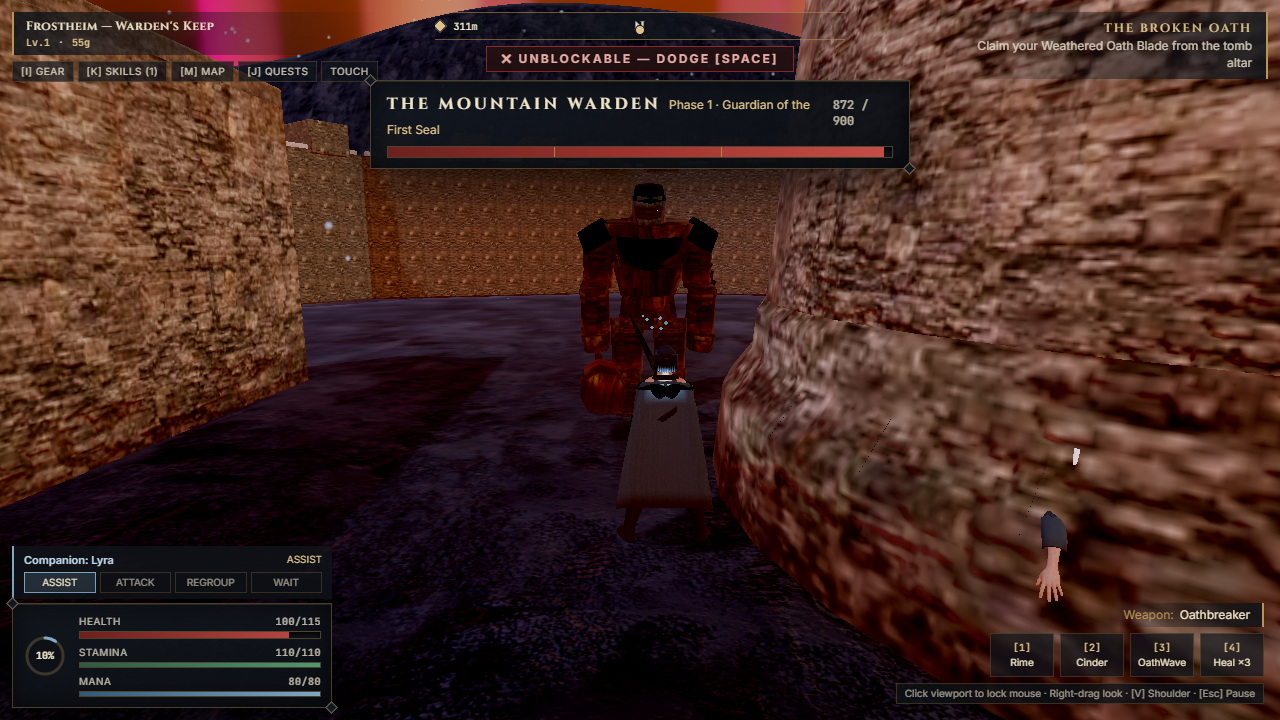 Frostheim — Warden's Keep
Lv.1 · 55g
311m
N
✕ UNBLOCKABLE — DODGE [SPACE]
THE BROKEN OATH
Claim your Weathered Oath Blade from the tomb
altar
[I] GEAR
[K] SKILLS (1)
[M] MAP
[J] QUESTS
TOUCH
THE MOUNTAIN WARDEN Phase 1 · Guardian of the
First Seal
872 /
900
Companion: Lyra
ASSIST
ASSIST
ATTACK
REGROUP
WAIT
10%
HEALTH 100/115
STAMINA 110/110
MANA 80/80
Weapon: Oathbreaker
[1]
Rime
[2]
Cinder
[3]
OathWave
[4]
Heal ×3
Click viewport to lock mouse · Right-drag look · [V] Shoulder · [Esc] Pause